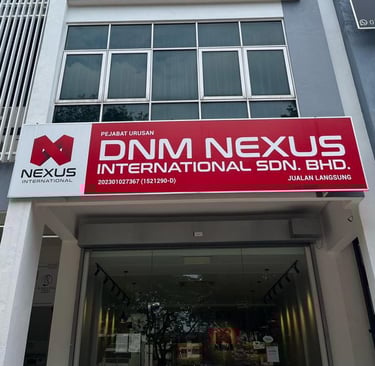 NEXUS
INTERNATIONAL
PEJABAT URUSAN
DNM NEXUS
INTERNATIONAL SDN. BHD.
202301027367 (1521290-D)
JUALAN LANGSUNG